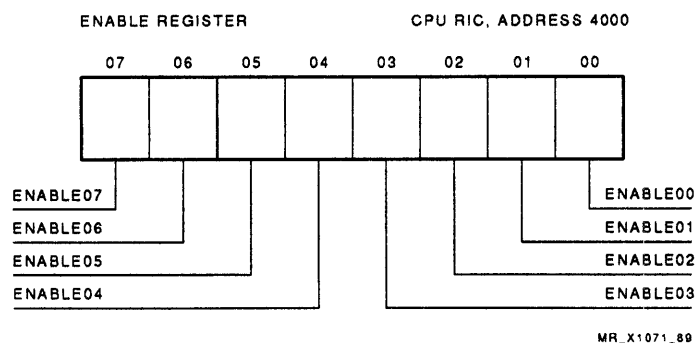 ENABLE REGISTER CPU RIC, ADDRESS 4000
07 06 05 04 03 02 01 00
ENABLE07 ENABLE00
ENABLE06 ENABLE01
ENABLE05 ENABLE02
ENABLE04 ENABLE03
MR_X1071_89